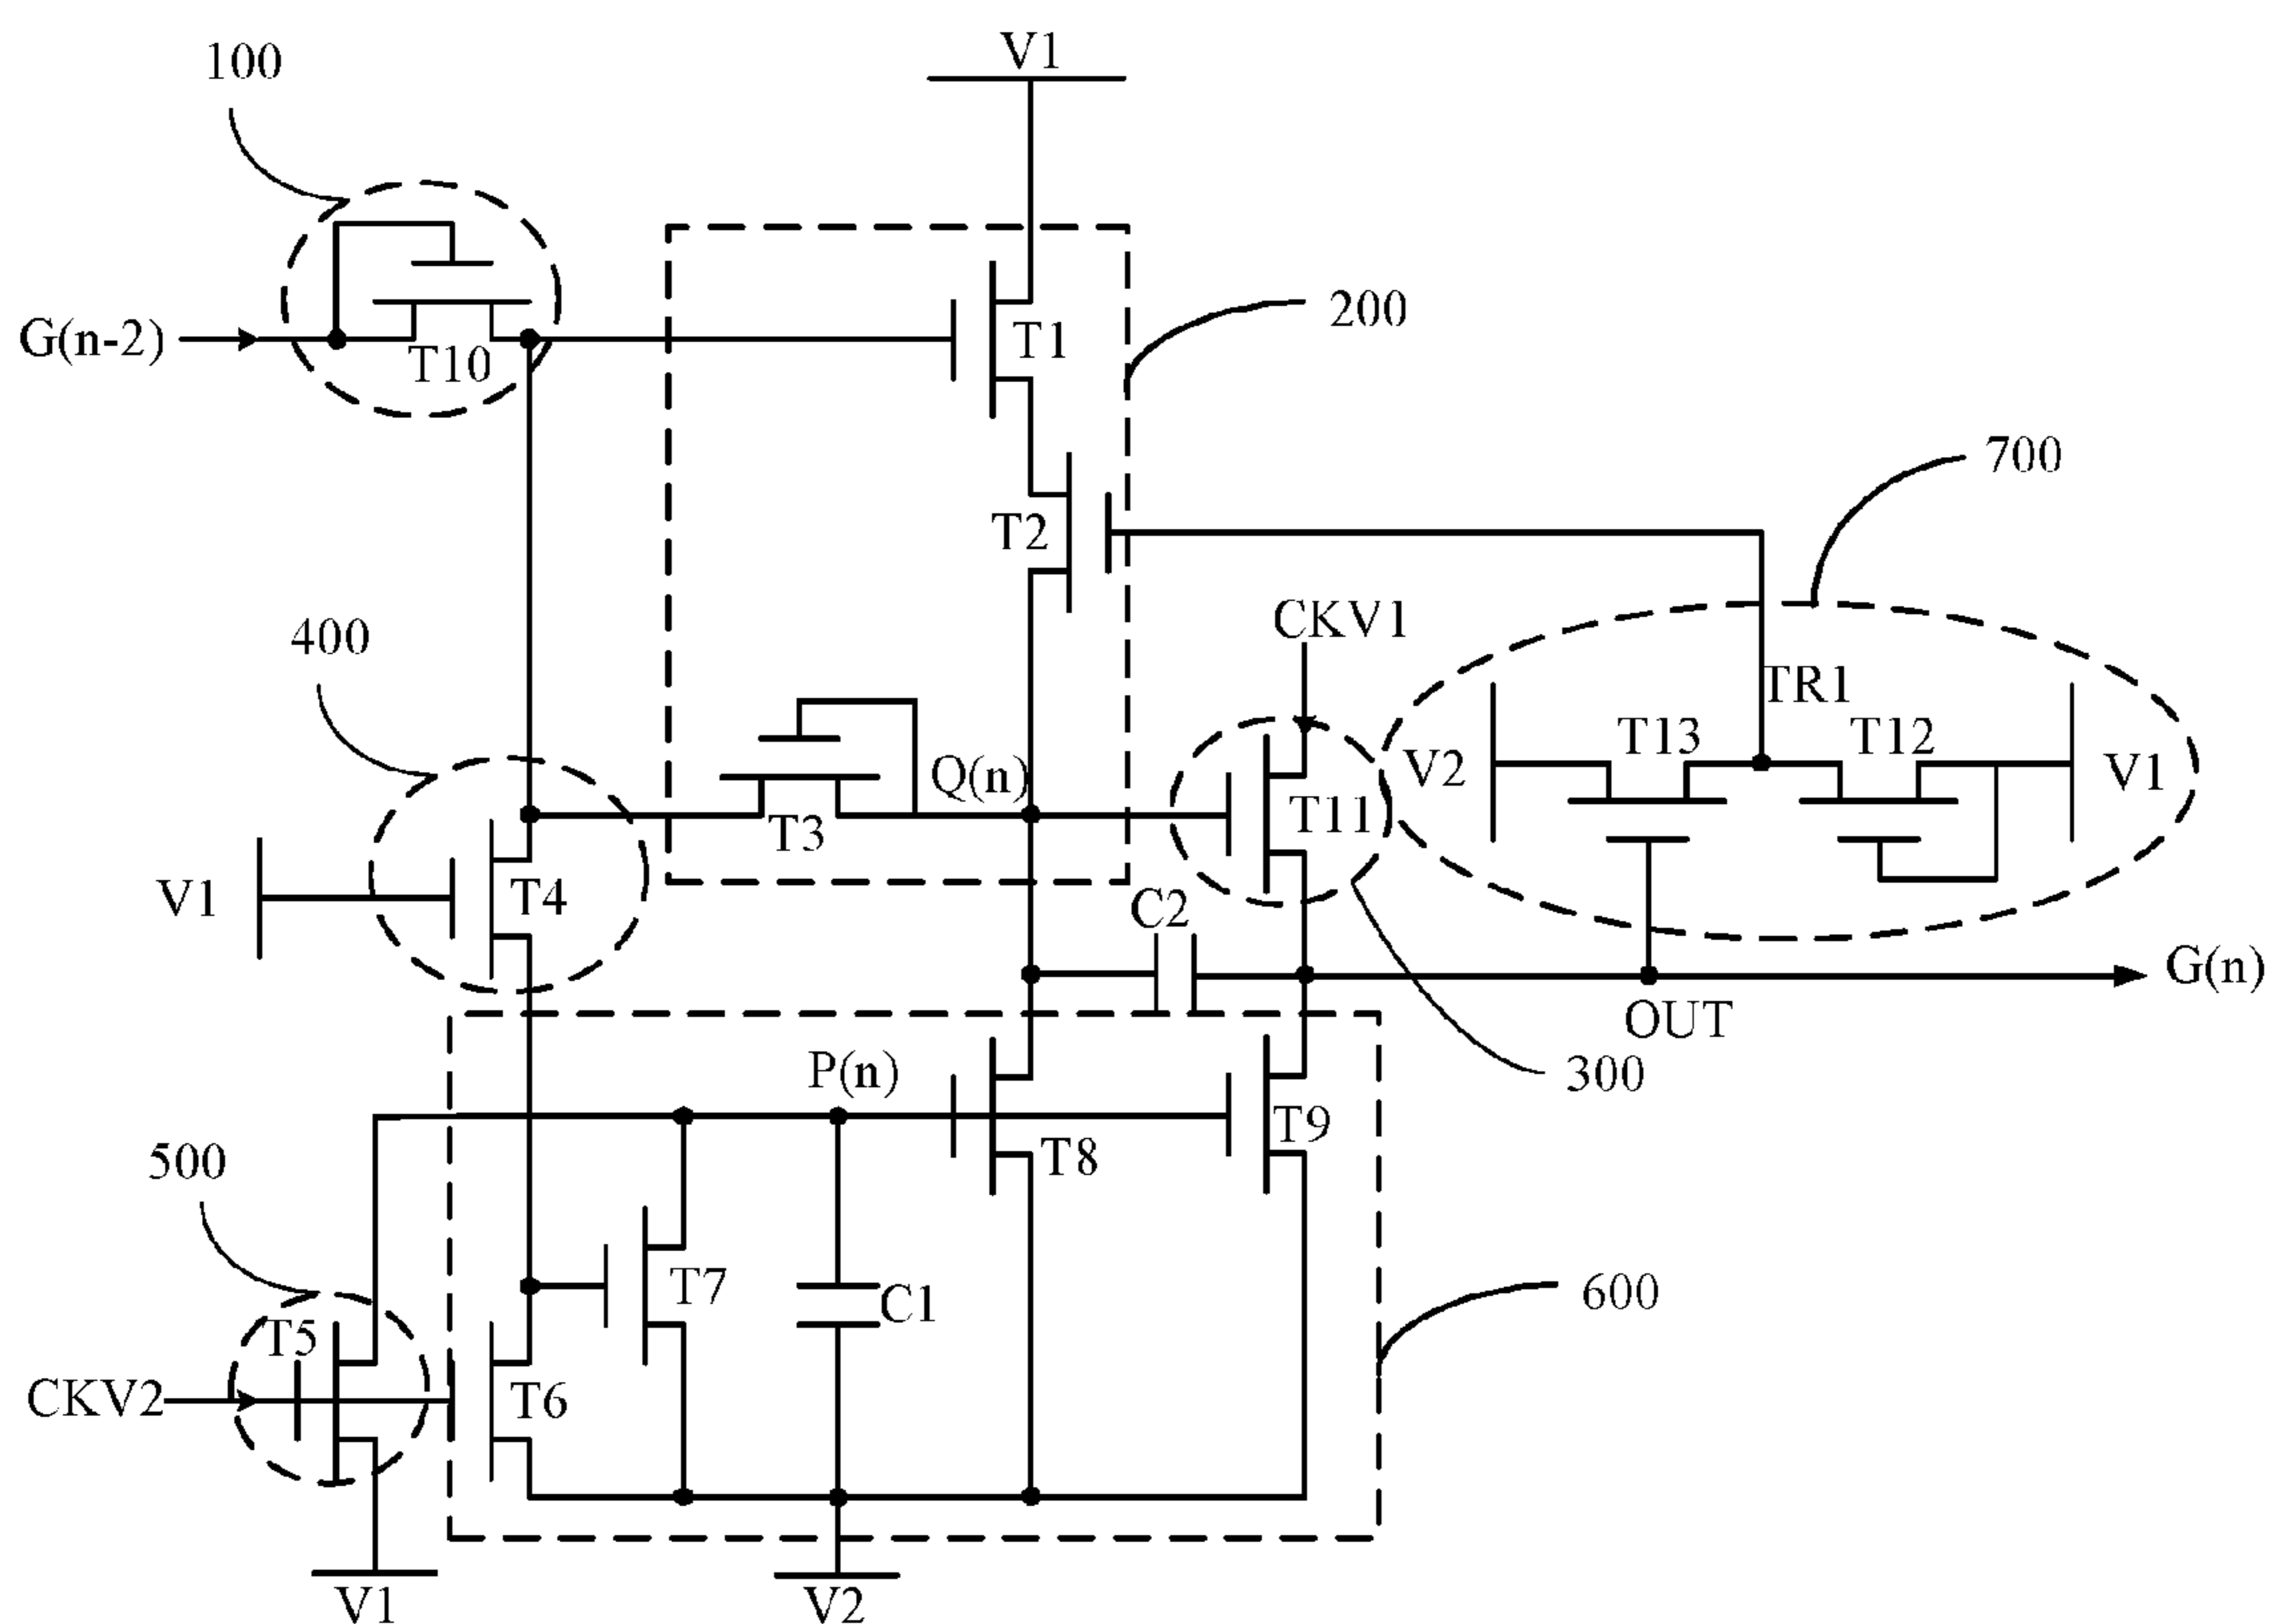 V1
100
200
G(n-2)
T10
T1
700
T2
400
CKV1
TR1
T13
T12
V2
V1
Q(n)
T11
T3
V1
T4
C2
G(n)
OUT
P(n)
300
T9
T8
500
T7
C1
600
T5
CKV2
T6
V1
V2